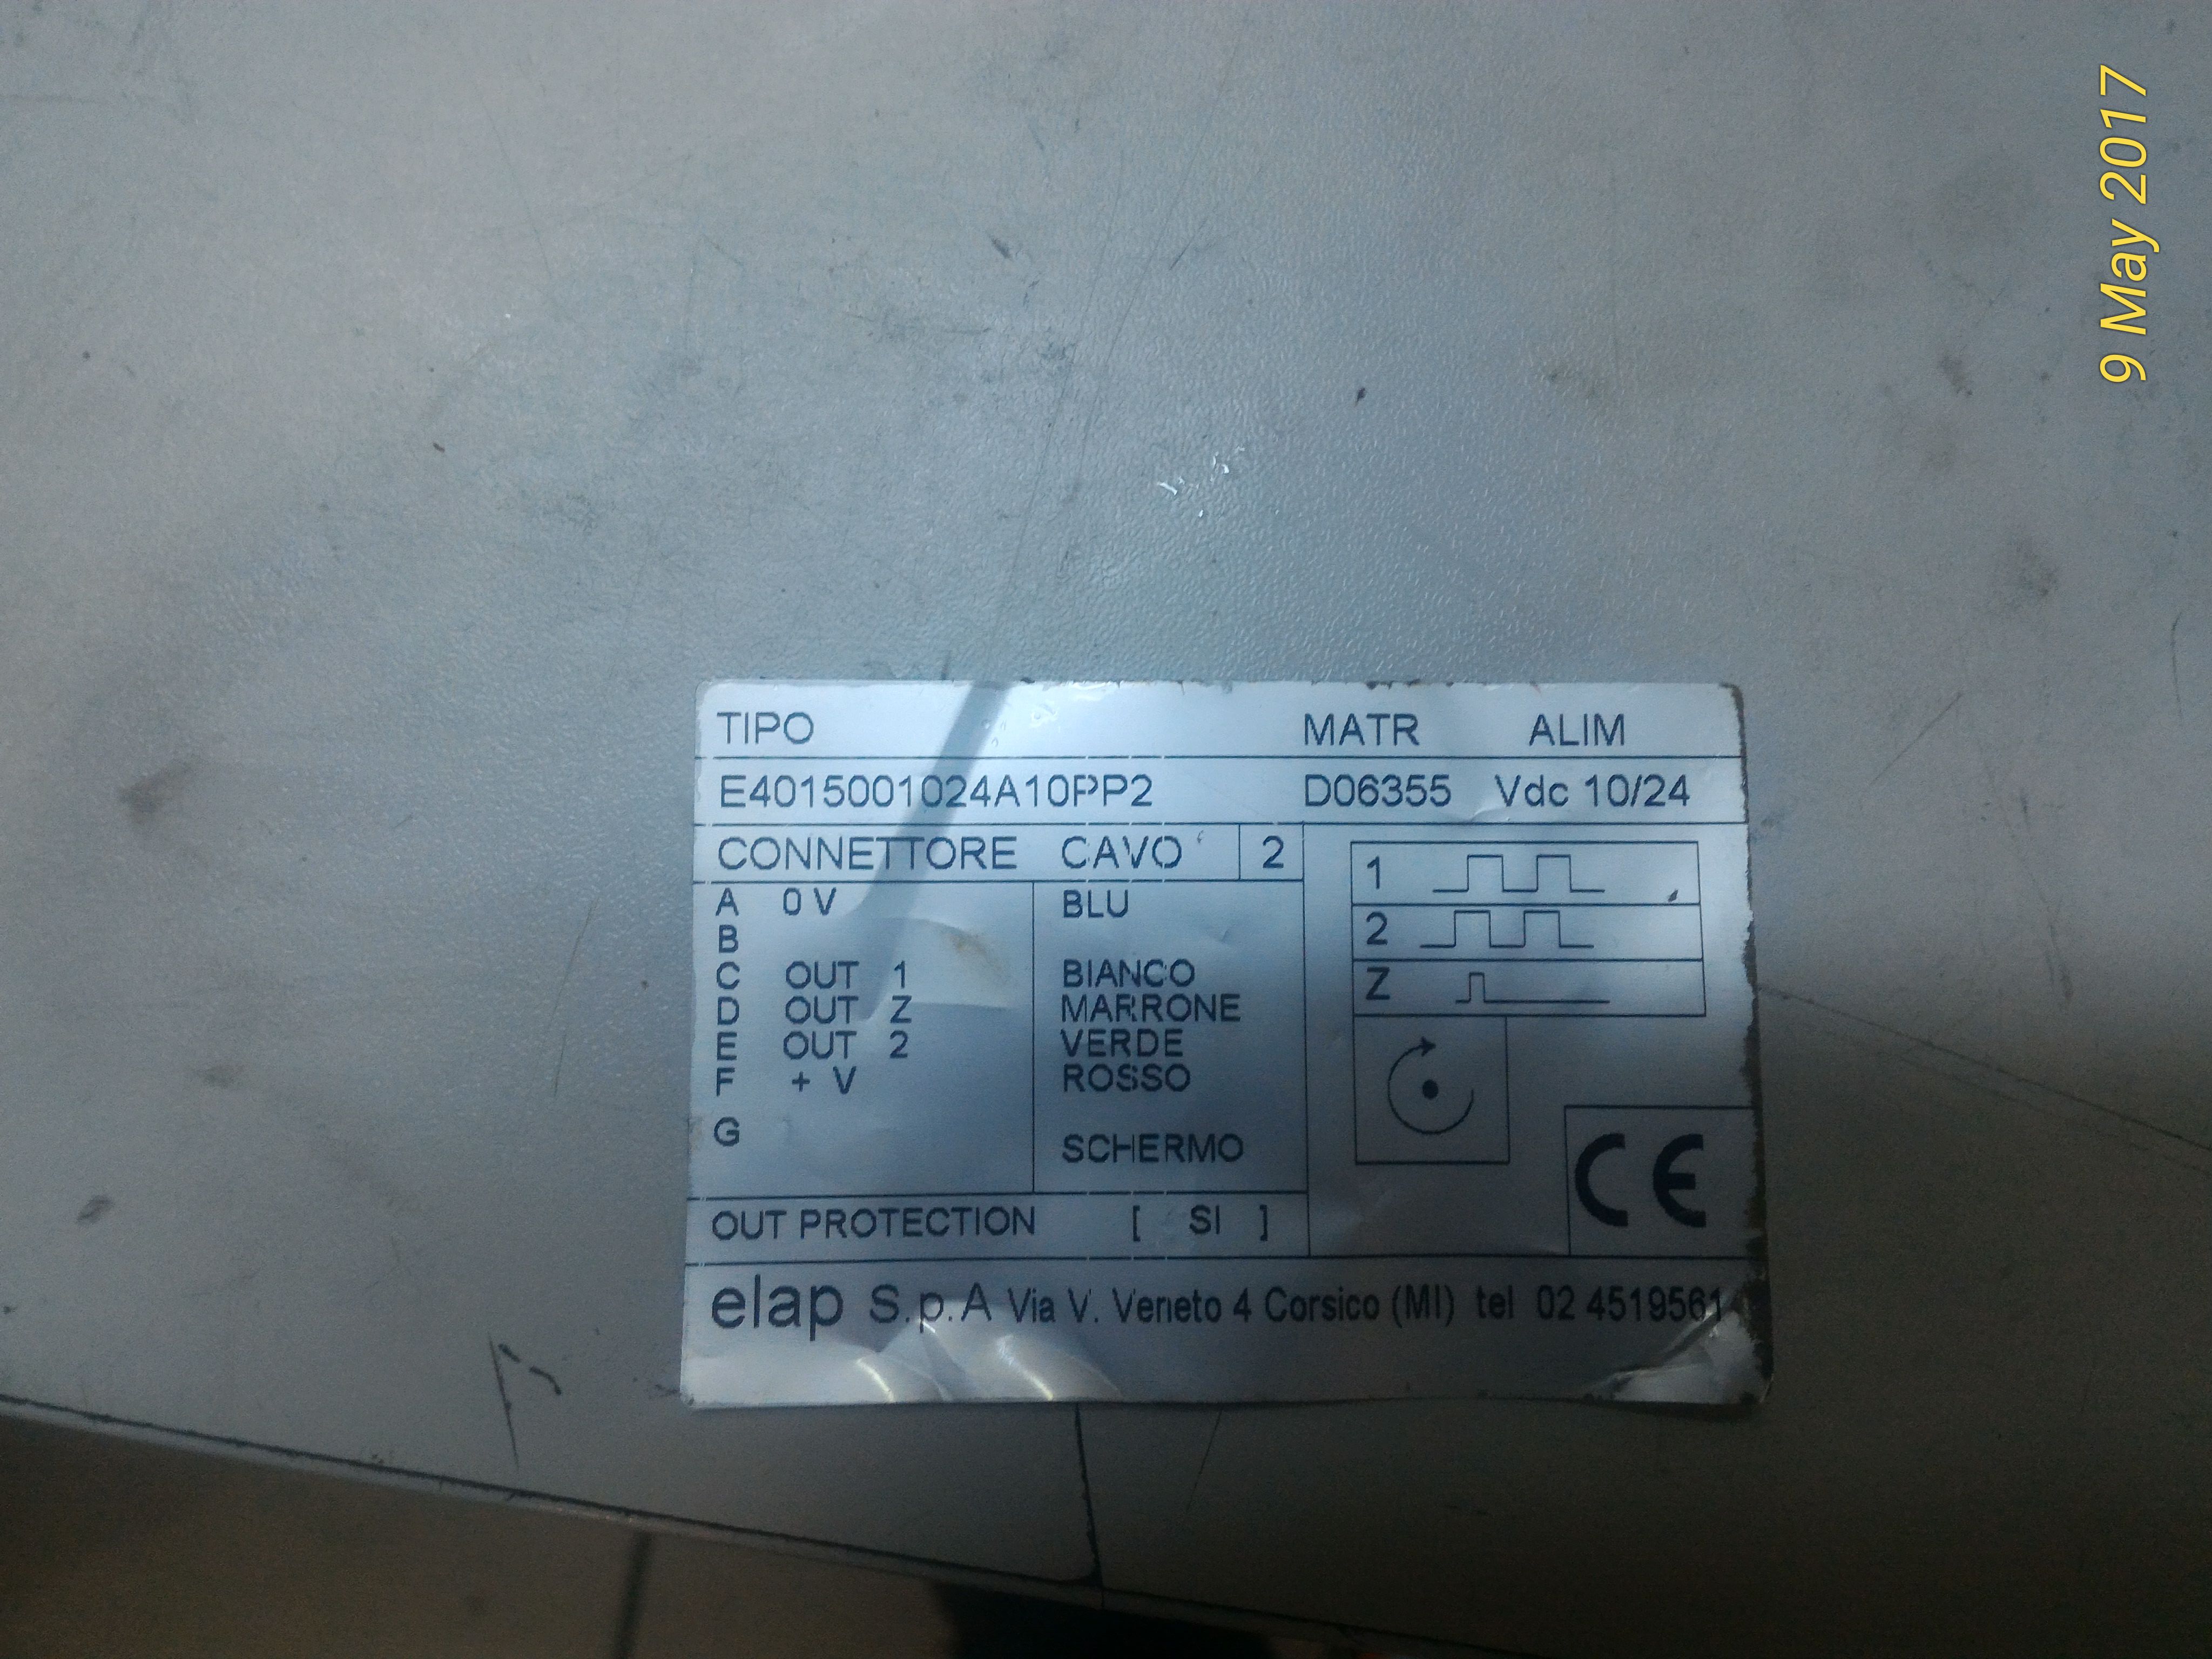 TIPO MATR ALIM
E4015001024A10PP2 D06355 Vdc 10/24
CONNETTORE CAVO 2
A 0 V BLU
B
C OUT 1 BIANCO
D OUT Z MARRONE
E OUT 2 VERDE
F + V ROSSO
G
SCHERMO
OUT PROTECTION [ SI ]
1
2
Z
CE
elap S.p.A Via V. Veneto 4 Corsico (MI) tel 02 4519561
9 May 2017